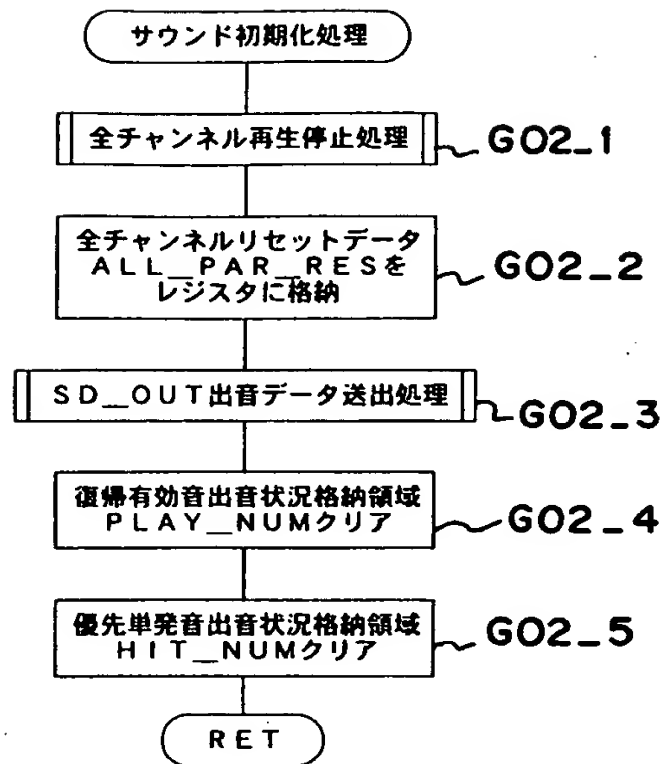 サウンド初期化処理
全チャンネル再生停止処理
G02_1
全チャンネルリセットデータ
ALL__PAR__RESを
レジスタに格納
G02_2
SD__OUT出音データ送出処理
G02_3
復帰有効音出音状況格納領域
PLAY__NUMクリア
G02_4
優先単発音出音状況格納領域
HIT__NUMクリア
G02_5
RET